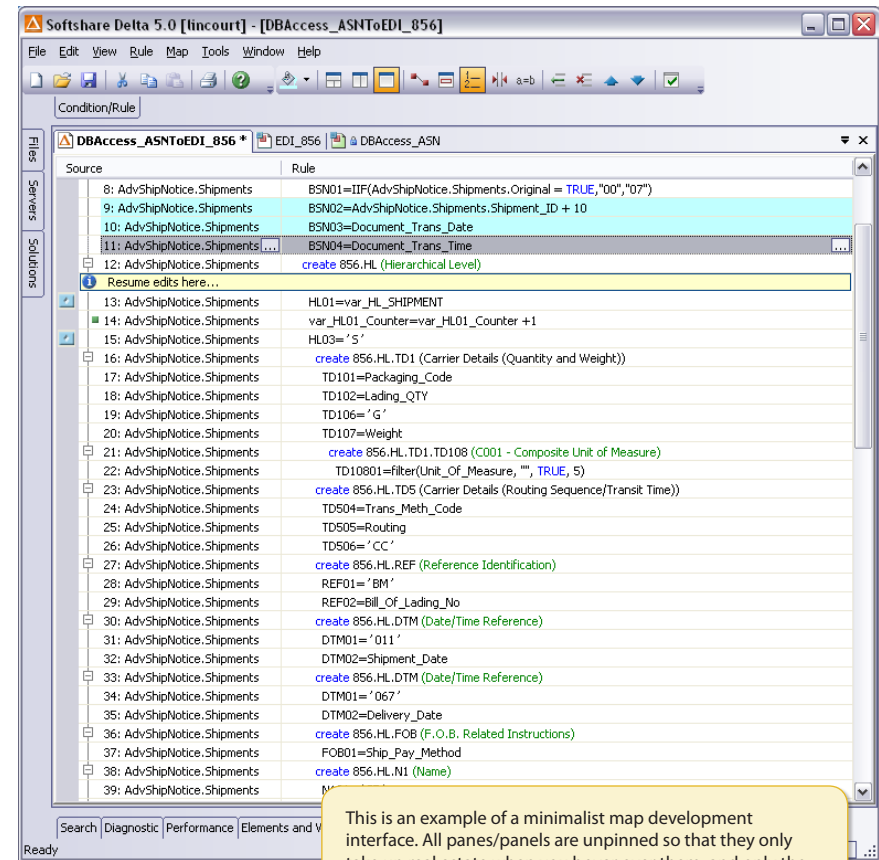 Softshare Delta 5.0 [lincourt] - [DBAccess_ASNToEDI_856]
File Edit View Rule Map Tools Window Help
a=b
Condition/Rule
Files
Servers
Solutions
DBAccess_ASNToEDI_856 * EDI_856 DBAccess_ASN
Source Rule
8: AdvShipNotice.Shipments BSN01=IIF(AdvShipNotice.Shipments.Original = TRUE,"00","07")
9: AdvShipNotice.Shipments BSN02=AdvShipNotice.Shipments.Shipment_ID + 10
10: AdvShipNotice.Shipments BSN03=Document_Trans_Date
11: AdvShipNotice.Shipments ... BSN04=Document_Trans_Time ...
12: AdvShipNotice.Shipments create 856.HL (Hierarchical Level)
Resume edits here...
13: AdvShipNotice.Shipments HL01=var_HL_SHIPMENT
14: AdvShipNotice.Shipments var_HL01_Counter=var_HL01_Counter +1
15: AdvShipNotice.Shipments HL03='S'
16: AdvShipNotice.Shipments create 856.HL.TD1 (Carrier Details (Quantity and Weight))
17: AdvShipNotice.Shipments TD101=Packaging_Code
18: AdvShipNotice.Shipments TD102=Lading_QTY
19: AdvShipNotice.Shipments TD106='G'
20: AdvShipNotice.Shipments TD107=Weight
21: AdvShipNotice.Shipments create 856.HL.TD1.TD108 (C001 - Composite Unit of Measure)
22: AdvShipNotice.Shipments TD10801=filter(Unit_Of_Measure, "", TRUE, 5)
23: AdvShipNotice.Shipments create 856.HL.TD5 (Carrier Details (Routing Sequence/Transit Time))
24: AdvShipNotice.Shipments TD504=Trans_Meth_Code
25: AdvShipNotice.Shipments TD505=Routing
26: AdvShipNotice.Shipments TD506='CC'
27: AdvShipNotice.Shipments create 856.HL.REF (Reference Identification)
28: AdvShipNotice.Shipments REF01='BM'
29: AdvShipNotice.Shipments REF02=Bill_Of_Lading_No
30: AdvShipNotice.Shipments create 856.HL.DTM (Date/Time Reference)
31: AdvShipNotice.Shipments DTM01='011'
32: AdvShipNotice.Shipments DTM02=Shipment_Date
33: AdvShipNotice.Shipments create 856.HL.DTM (Date/Time Reference)
34: AdvShipNotice.Shipments DTM01='067'
35: AdvShipNotice.Shipments DTM02=Delivery_Date
36: AdvShipNotice.Shipments create 856.HL.FOB (F.O.B. Related Instructions)
37: AdvShipNotice.Shipments FOB01=Ship_Pay_Method
38: AdvShipNotice.Shipments create 856.HL.N1 (Name)
39: AdvShipNotice.Shipments
Search Diagnostic Performance Elements and
Ready
This is an example of a minimalist map development
interface. All panes/panels are unpinned so that they only